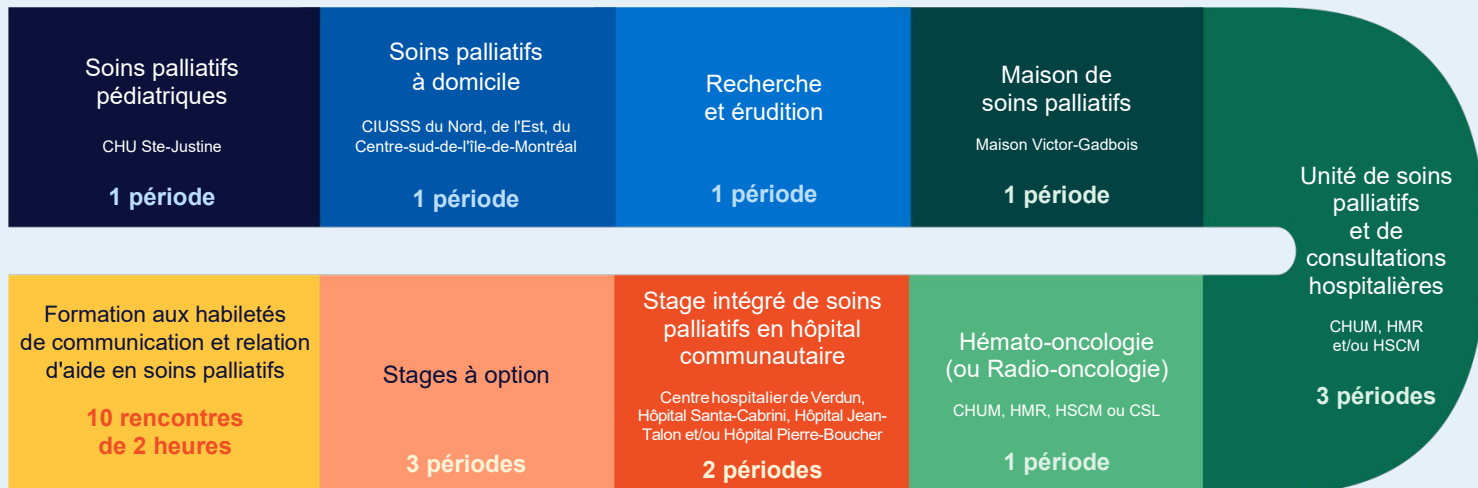 Soins palliatifs
pédiatriques
CHU Ste-Justine
1 période
Soins palliatifs
à domicile
CIUSSS du Nord, de l'Est, du
Centre-sud-de-l'île-de-Montréal
1 période
Recherche
et érudition
1 période
Maison de
soins palliatifs
Maison Victor-Gadbois
1 période
Unité de soins
palliatifs
et de
consultations
hospitalières
CHUM, HMR
et/ou HSCM
3 périodes
Formation aux habiletés
de communication et relation
d'aide en soins palliatifs
10 rencontres
de 2 heures
Stages à option
3 périodes
Stage intégré de soins
palliatifs en hôpital
communautaire
Centre hospitalier de Verdun,
Hôpital Santa-Cabrini, Hôpital Jean-
Talon et/ou Hôpital Pierre-Boucher
2 périodes
Hémato-oncologie
(ou Radio-oncologie)
CHUM, HMR, HSCM ou CSL
1 période